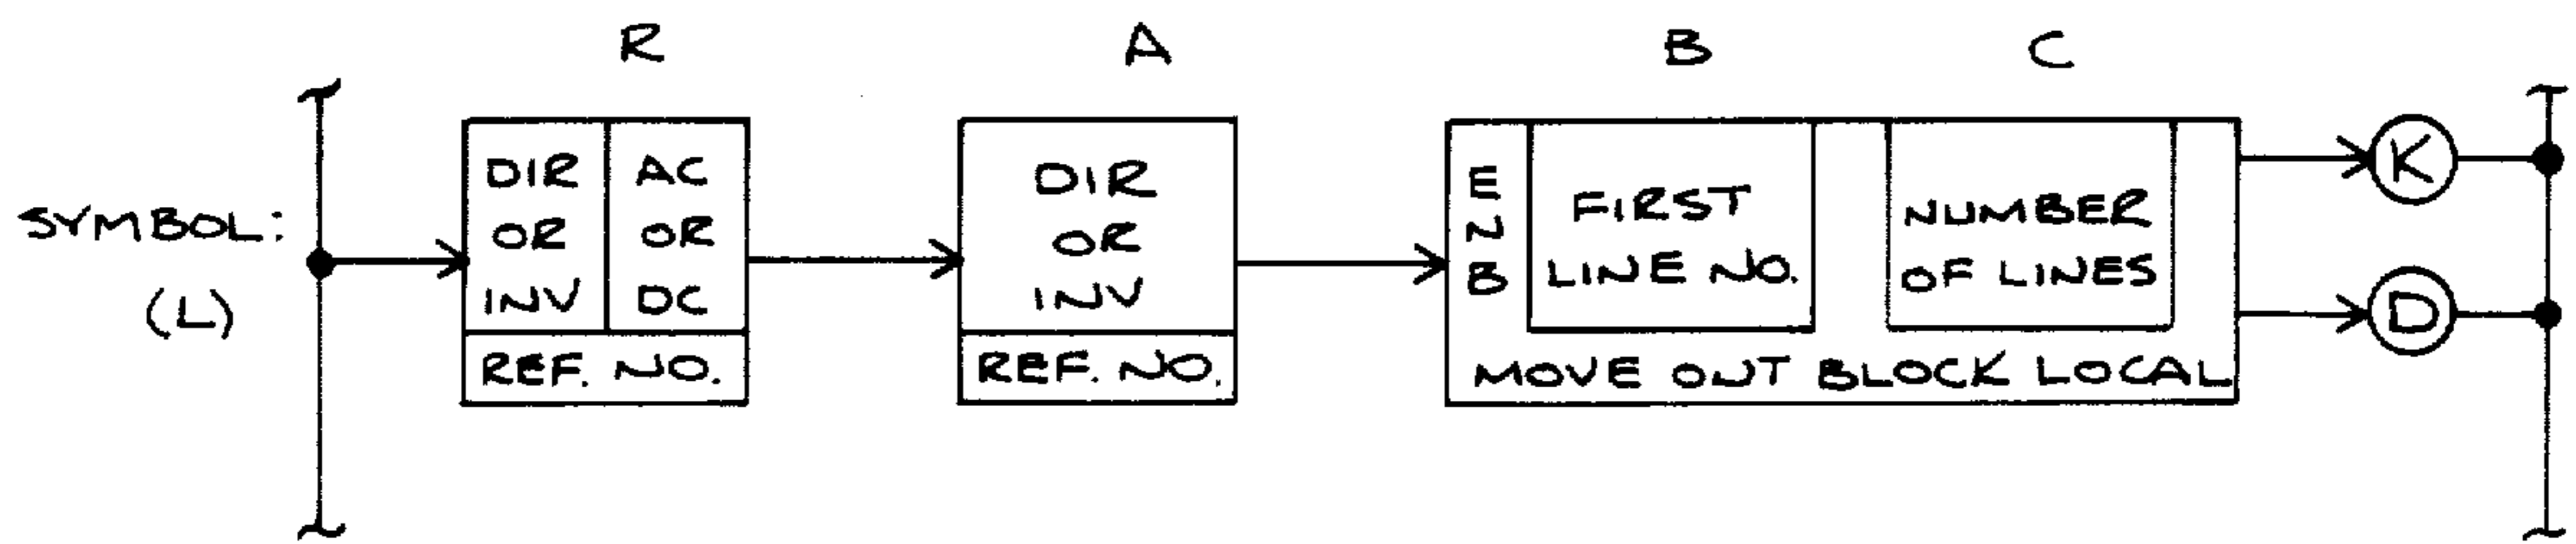 R A B C
SYMBOL:
(L)
DIR
OR
INV
AC
OR
DC
REF. NO.
DIR
OR
INV
REF. NO.
ENB
FIRST
LINE NO.
NUMBER
OF LINES
MOVE OUT BLOCK LOCAL
K
D